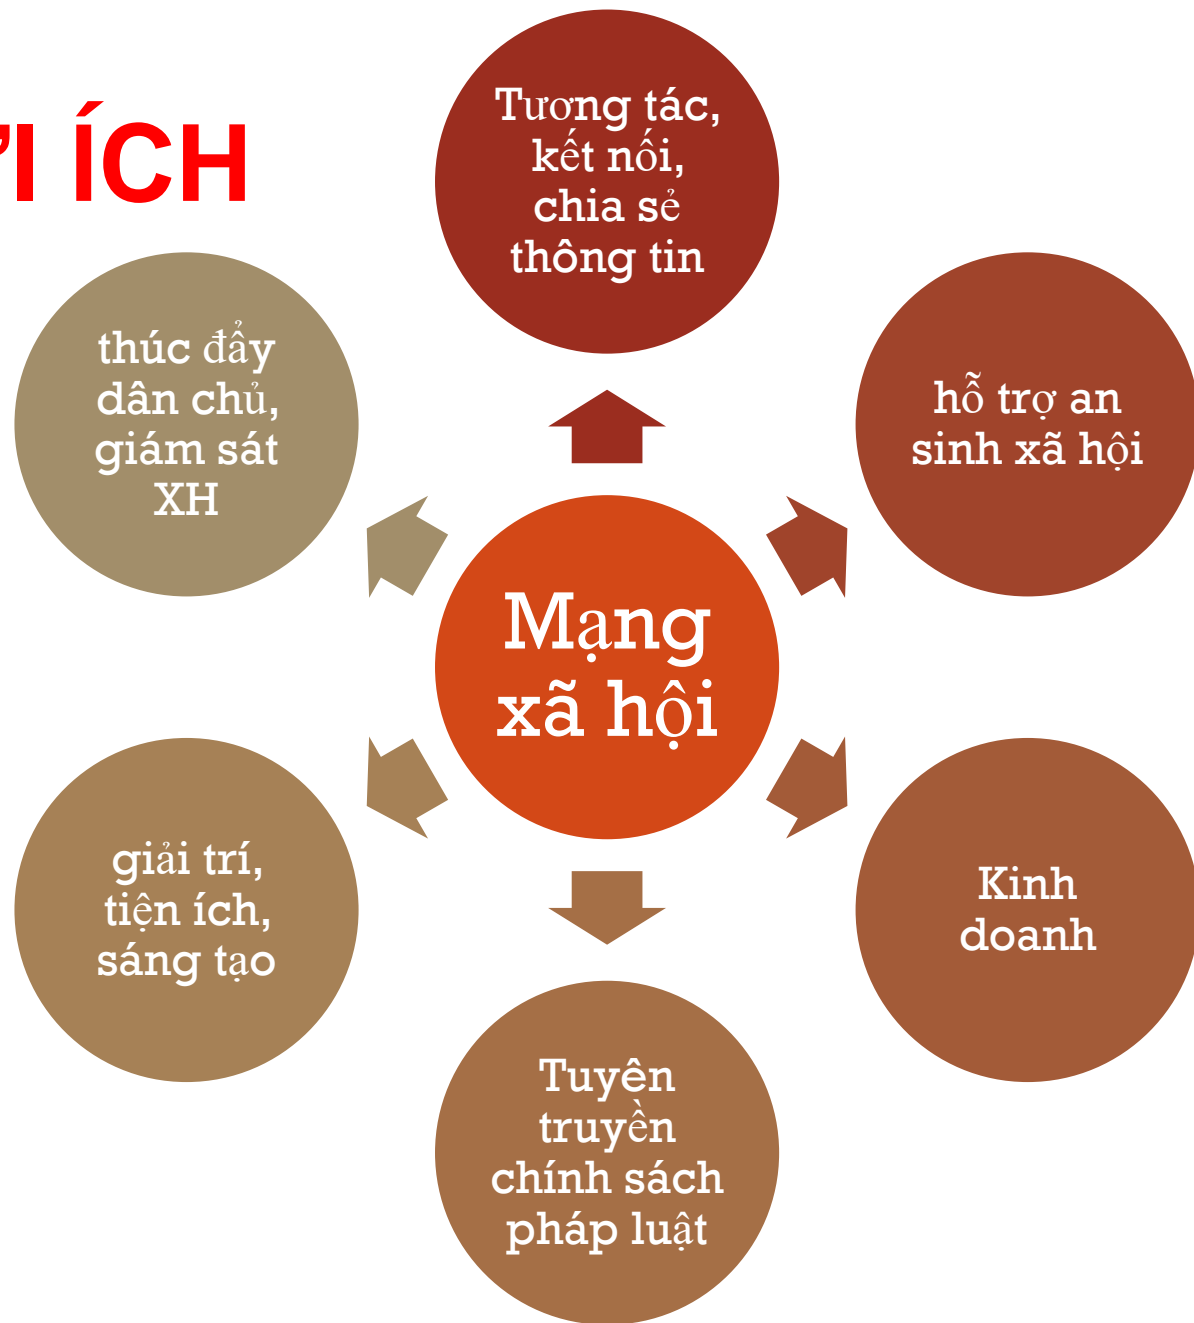 ÍCH
Tương tác,
kết nối,
chia sẻ
thông tin
hỗ trợ an
sinh xã hội
Kinh
doanh
Tuyên
truyền
chính sách
pháp luật
giải trí,
tiện ích,
sáng tạo
thúc đẩy
dân chủ,
giám sát
XH
Mạng
xã hội